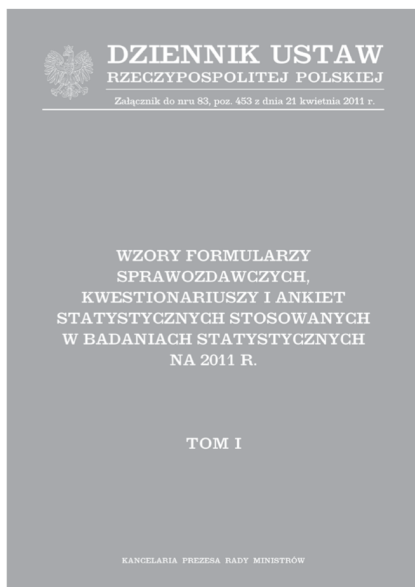 DZIENNIK USTAW
RZECZYPOSPOLITEJ POLSKIEJ
Załącznik do nru 83, poz. 453 z dnia 21 kwietnia 2011 r.
WZORY FORMULARZY
SPRAWOZDAWCZYCH,
KWESTIONARIUSZY I ANKIET
STATYSTYCZNYCH STOSOWANYCH
W BADANIACH STATYSTYCZNYCH
NA 2011 R.
TOM I
KANCELARIA PREZESA RADY MINISTRÓW